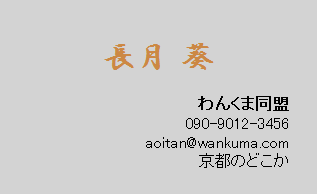 長月 葵
わんくま同盟
090-9012-3456
aoitan@wankuma.com
京都のどこか